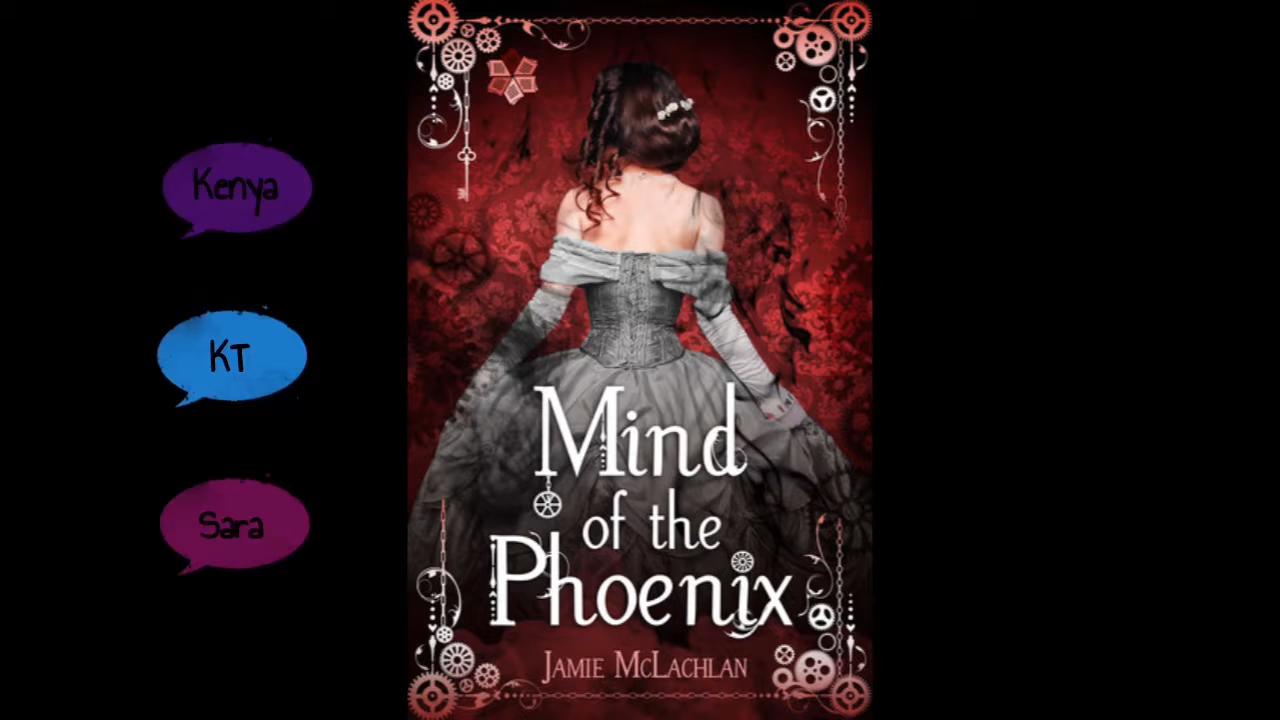 Kenya
KT
Sara
Mind
of the
Phoenix
Jamie McLachlan